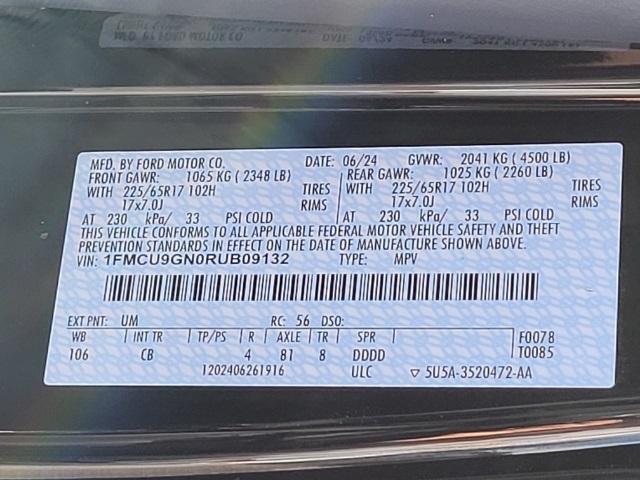 MFD. BY FORD MOTOR CO. DATE: 06/24 GVWR: 2041 KG ( 4500 LB)
FRONT GAWR: 1065 KG ( 2348 LB) REAR GAWR: 1025 KG ( 2260 LB)
WITH 225/65R17 102H TIRES WITH 225/65R17 102H TIRES
17x7.0J RIMS 17x7.0J RIMS
AT 230 kPa/ 33 PSI COLD AT 230 kPa/ 33 PSI COLD
THIS VEHICLE CONFORMS TO ALL APPLICABLE FEDERAL MOTOR VEHICLE SAFETY AND THEFT
PREVENTION STANDARDS IN EFFECT ON THE DATE OF MANUFACTURE SHOWN ABOVE.
VIN: 1FMCU9GN0RUB09132 TYPE: MPV
EXT PNT: UM RC: 56 DSO:
WB INT TR TP/PS R AXLE TR SPR F0078
106 CB 4 81 8 DDDD T0085
1202406261916 ULC ▽ 5U5A-3520472-AA